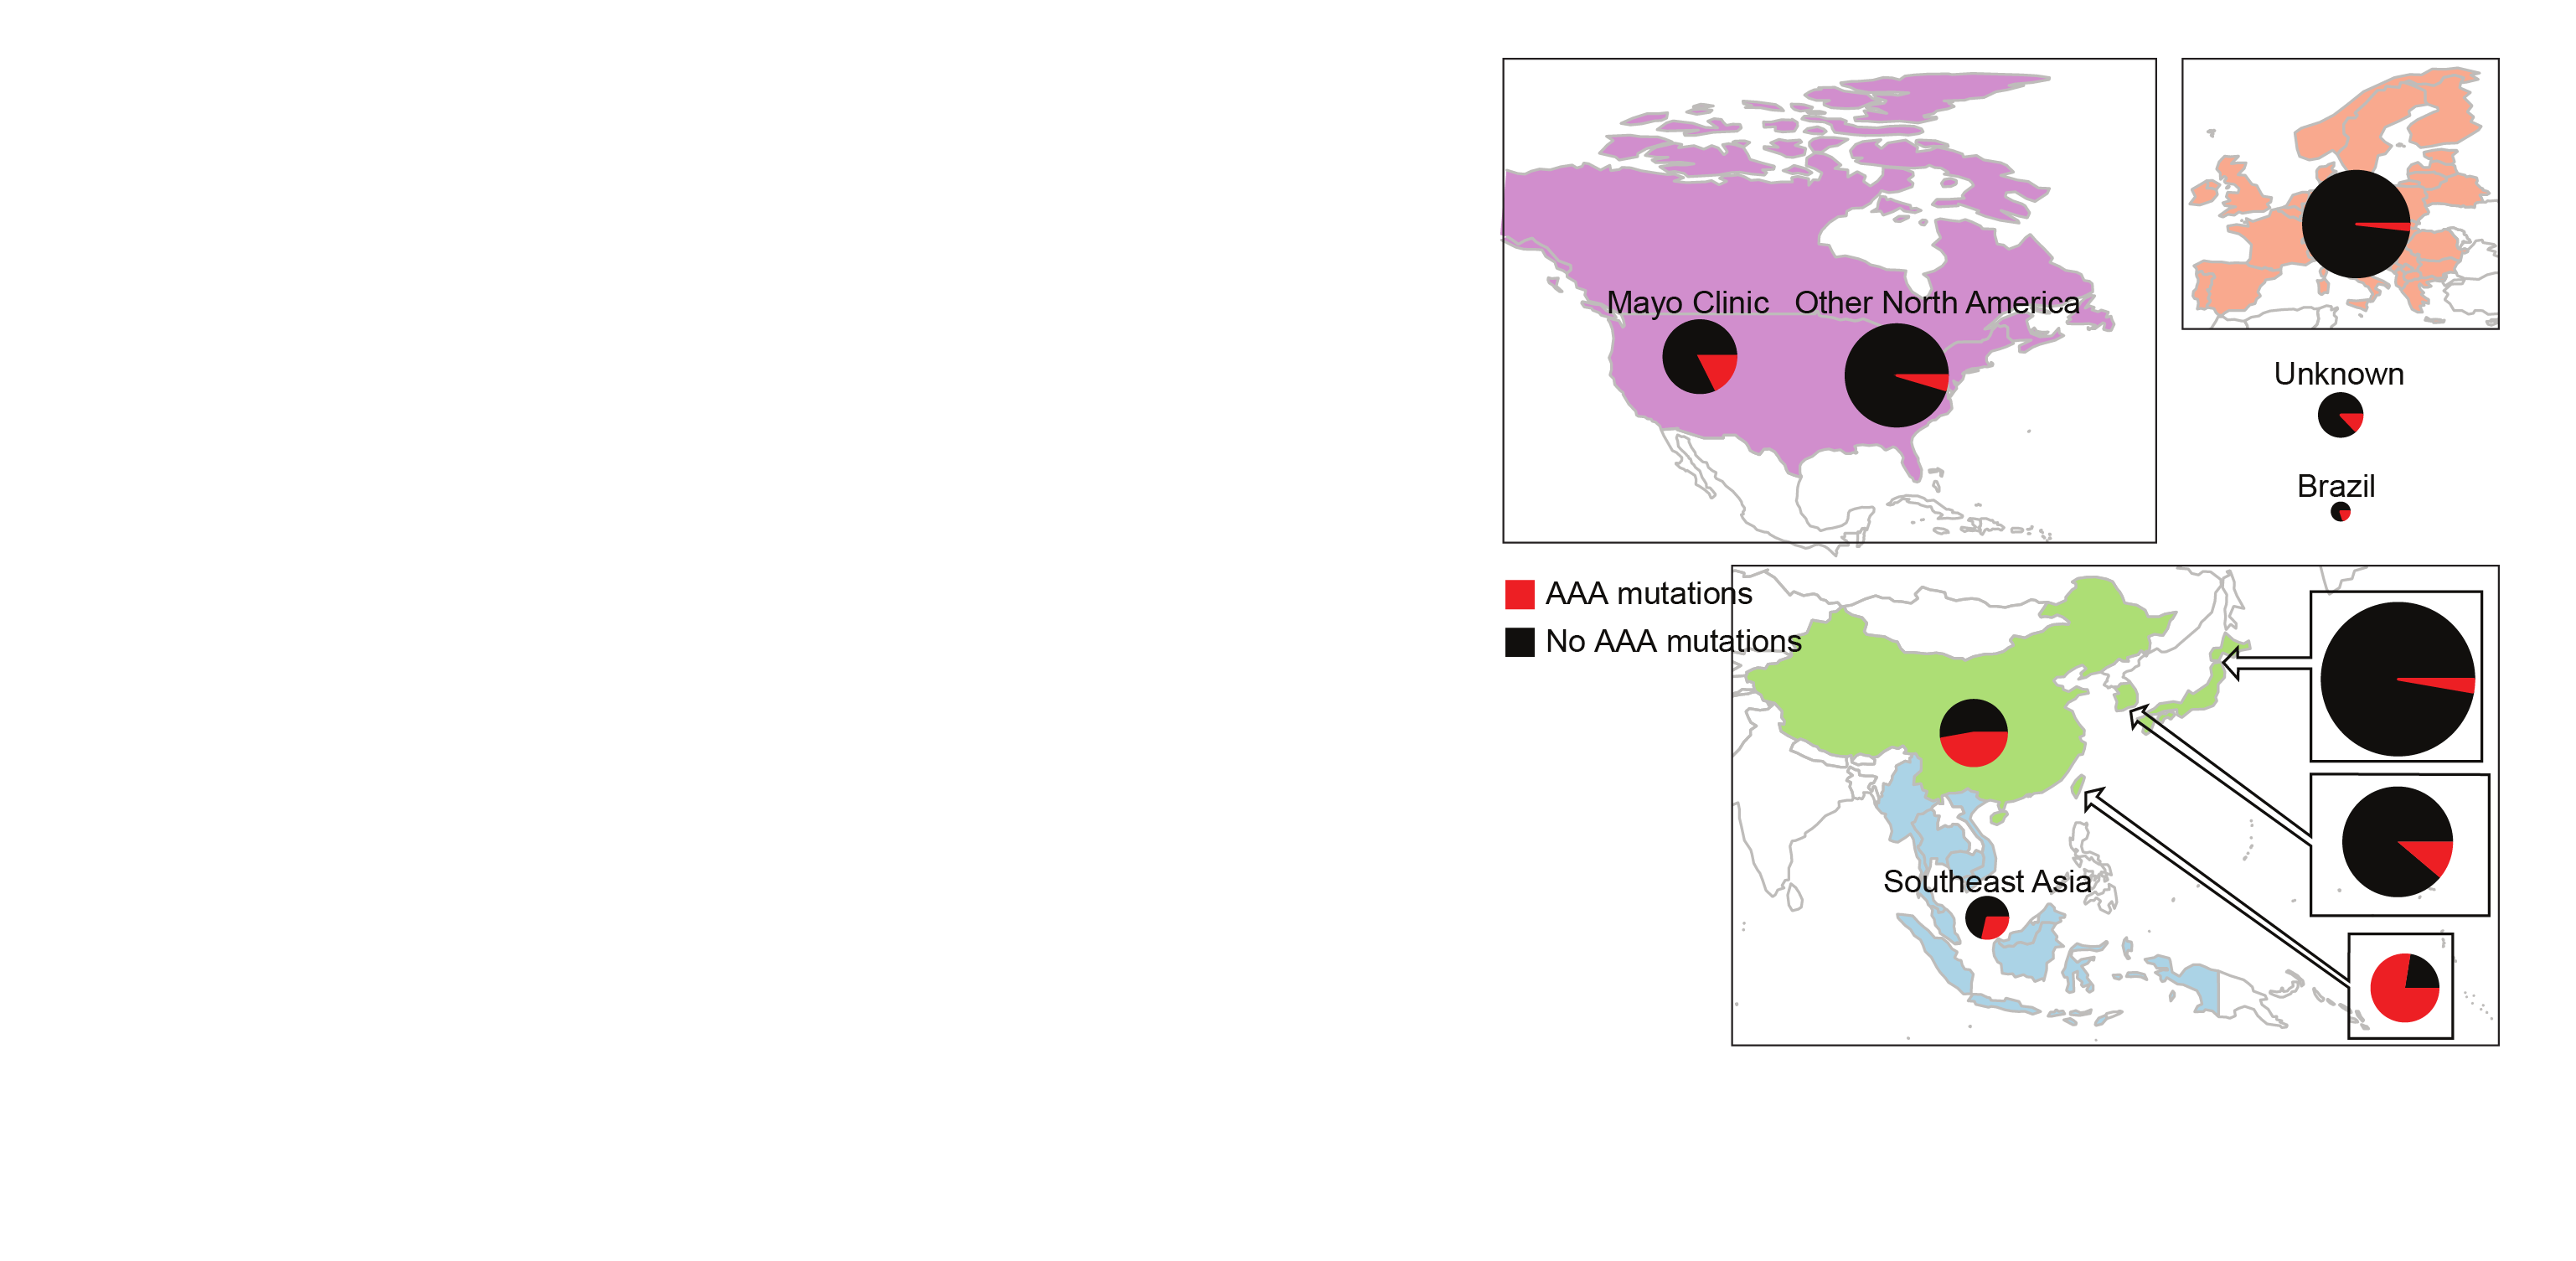 Mayo Clinic
Other North America
Unknown
Brazil
AAA mutations
No AAA mutations
Southeast Asia